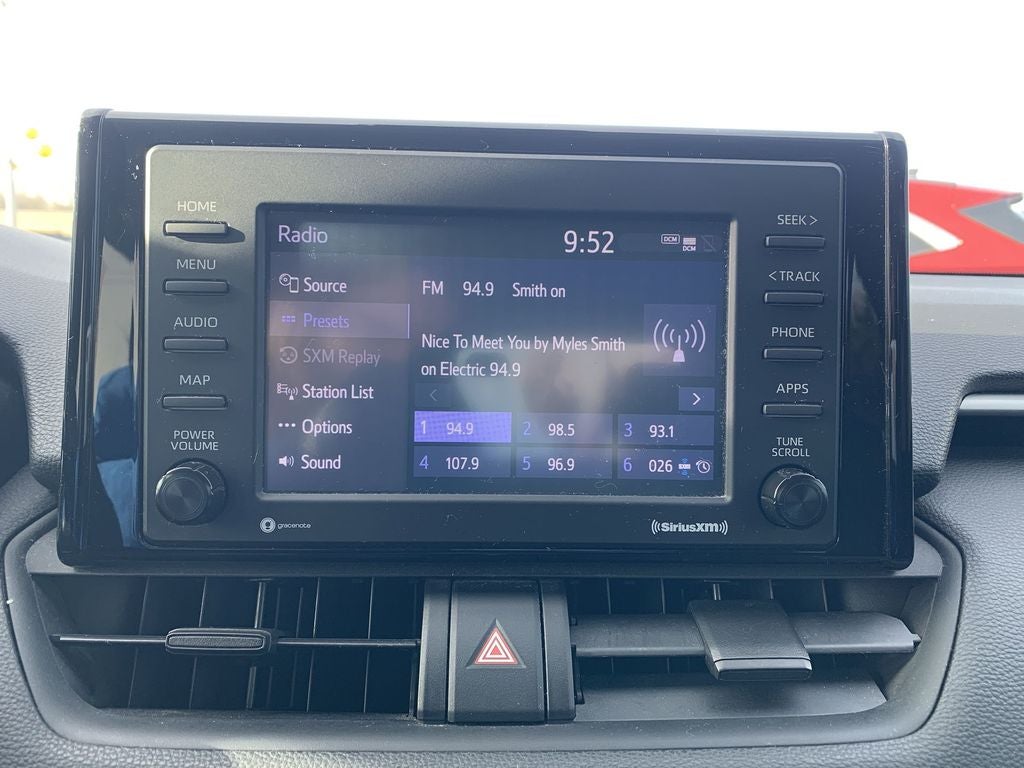 HOME
MENU
AUDIO
MAP
POWER
VOLUME
Radio
9:52
DCM
DCM
Source
Presets
SXM Replay
Station List
Options
Sound
FM 94.9 Smith on
Nice To Meet You by Myles Smith
on Electric 94.9
< >
1 94.9
2 98.5
3 93.1
4 107.9
5 96.9
6 026
SEEK >
< TRACK
PHONE
APPS
TUNE
SCROLL
gracenote
((SiriusXM))